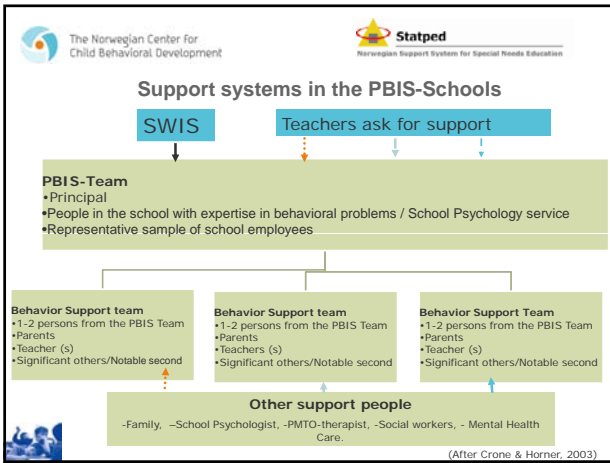 The Norwegian Center for
Child Behavioral Development
Statped
Norwegian Support System for Special Needs Education
Support systems in the PBIS-Schools
SWIS
Teachers ask for support
PBIS-Team
•Principal
•People in the school with expertise in behavioral problems / School Psychology service
•Representative sample of school employees
Behavior Support team
•1-2 persons from the PBIS Team
•Parents
•Teacher (s)
•Significant others/Notable second
Behavior Support team
•1-2 persons from the PBIS Team
•Parents
•Teachers (s)
•Significant others/Notable second
Behavior Support Team
•1-2 persons from the PBIS Team
•Parents
•Teacher (s)
•Significant others/Notable second
Other support people
-Family, –School Psychologist, -PMTO-therapist, -Social workers, - Mental Health
Care.
(After Crone & Horner, 2003)